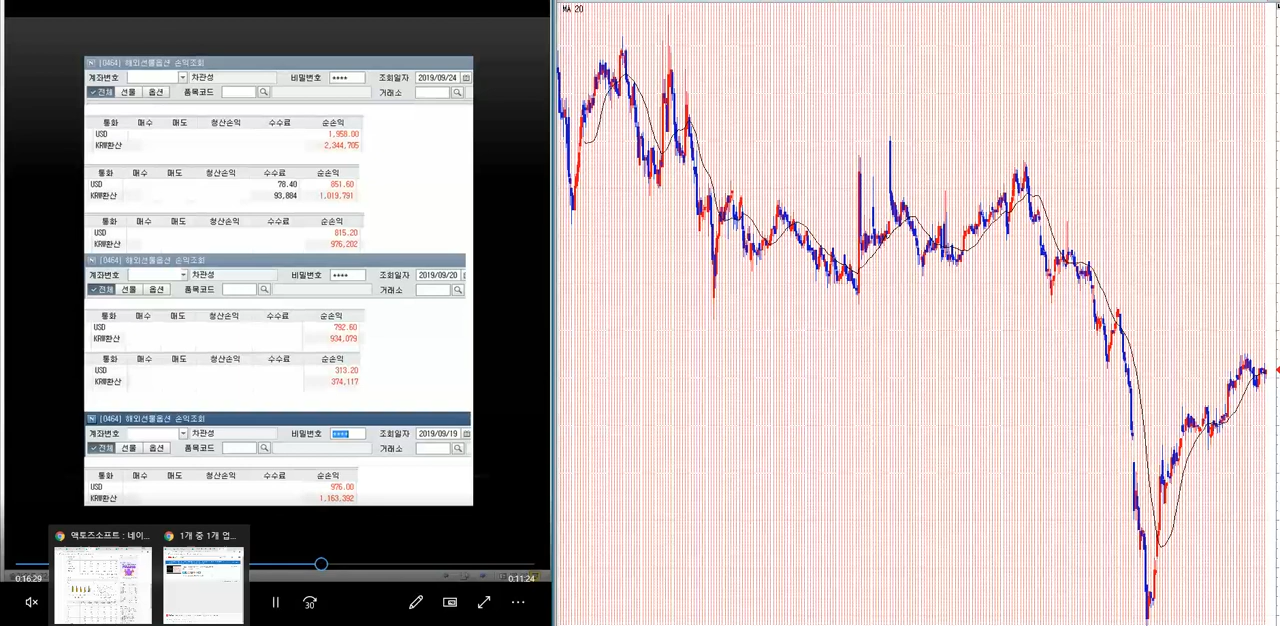 [0464] 해외선물옵션 손익조회
계좌번호 차관성 비밀번호 **** 조회일자 2019/09/24
✓전체 선물 옵션 품목코드 거래소
통화 매수 매도 청산손익 수수료 순손익
USD 1,958.00
KRW환산 2,344,705
통화 매수 매도 청산손익 수수료 순손익
USD 78.40 851.60
KRW환산 93,884 1,019,791
통화 매수 매도 청산손익 수수료 순손익
USD 815.20
KRW환산 976,202
[0464] 해외선물옵션 손익조회
계좌번호 차관성 비밀번호 **** 조회일자 2019/09/20
✓전체 선물 옵션 품목코드 거래소
통화 매수 매도 청산손익 수수료 순손익
USD 792.60
KRW환산 934,079
통화 매수 매도 청산손익 수수료 순손익
USD 313.20
KRW환산 374,117
[0464] 해외선물옵션 손익조회
계좌번호 차관성 비밀번호 **** 조회일자 2019/09/19
✓전체 선물 옵션 품목코드 거래소
통화 매수 매도 청산손익 수수료 순손익
USD 976.00
KRW환산 1,163,392
역토즈소프트 : 네이... 1개 중 1개 업...
0:16:29 0:11:24
30
MA 20